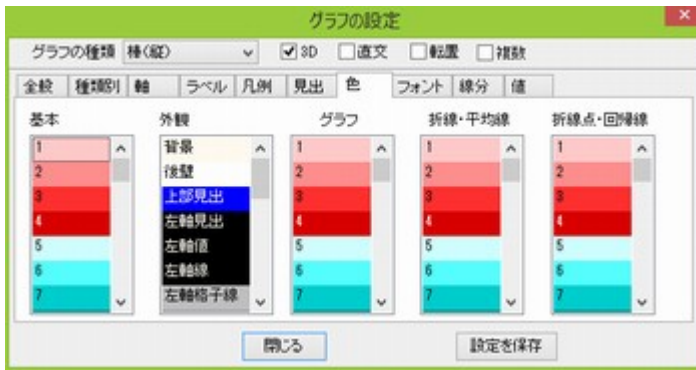 グラフの設定
グラフの種類 棒(縦) 3D 直交 転置 複数
全般 種類別 軸 ラベル 凡例 見出 色 フォント 線分 値
基本 外観 グラフ 折線・平均線 折線点・回帰線
1 背景 1 1 1
2 後壁 2 2 2
3 上部見出 3 3 3
4 左軸見出 4 4 4
5 左軸値 5 5 5
6 左軸線 6 6 6
7 左軸格子線 7 7 7
閉じる 設定を保存